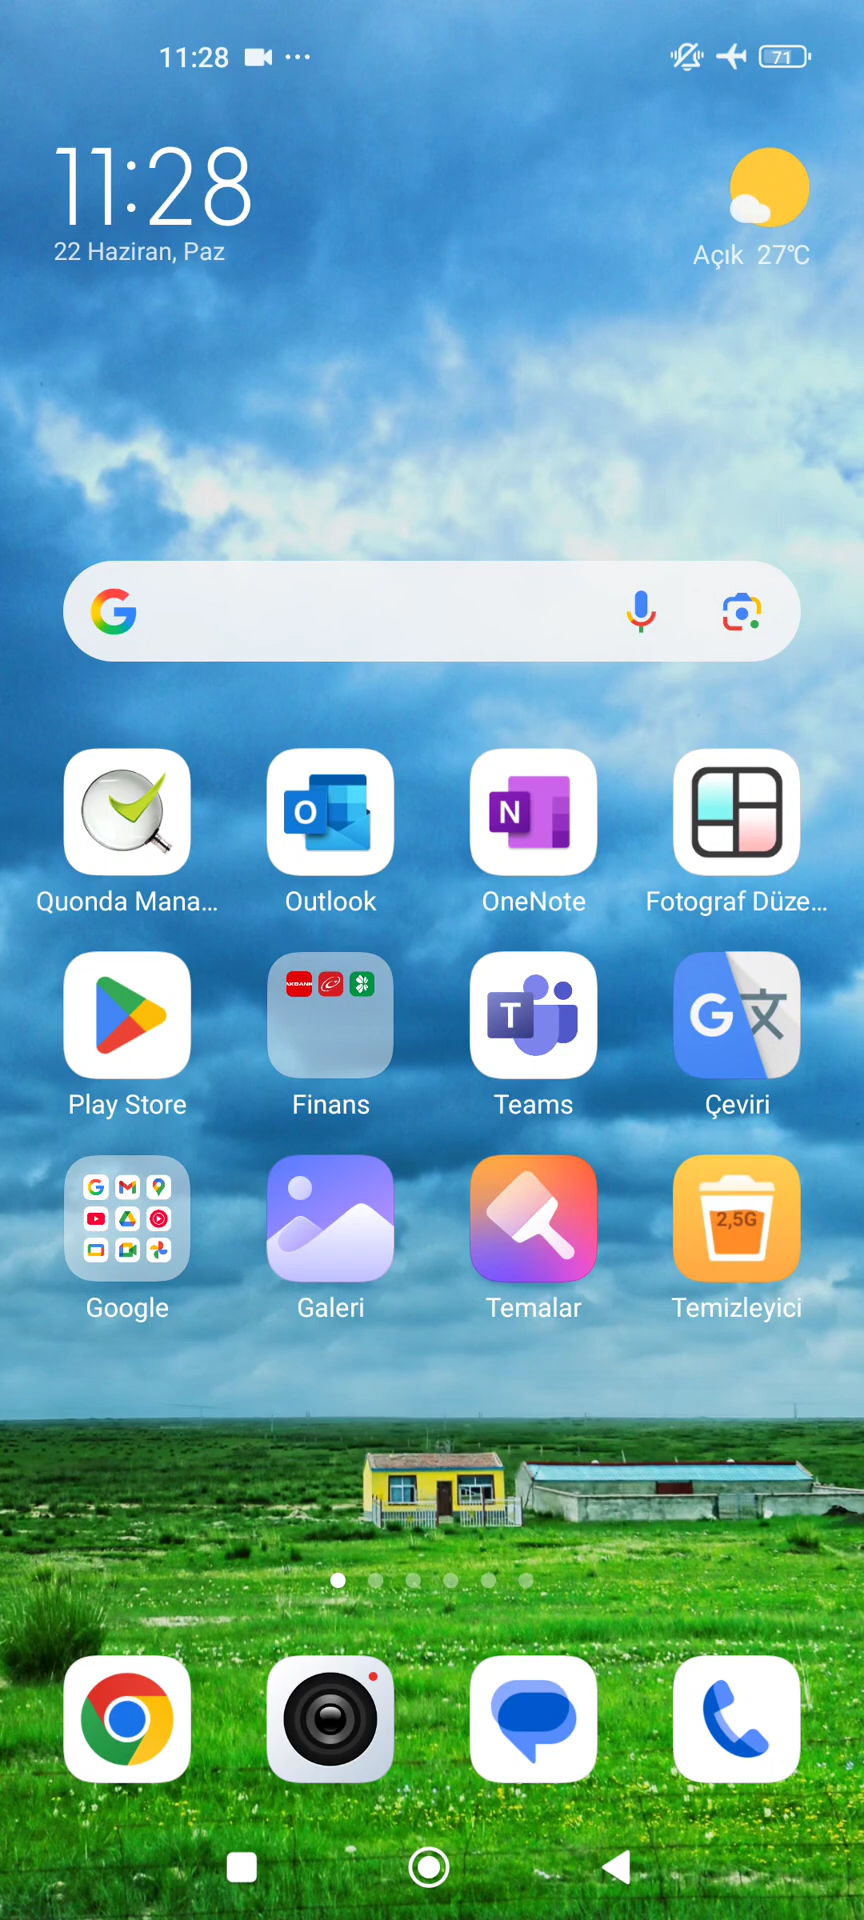 11:28
71
11:28
22 Haziran, Paz
Açık 27°C
Quonda Mana...
Outlook
OneNote
Fotograf Düze...
AKBANK
Play Store
Finans
Teams
Çeviri
2,5G
Google
Galeri
Temalar
Temizleyici